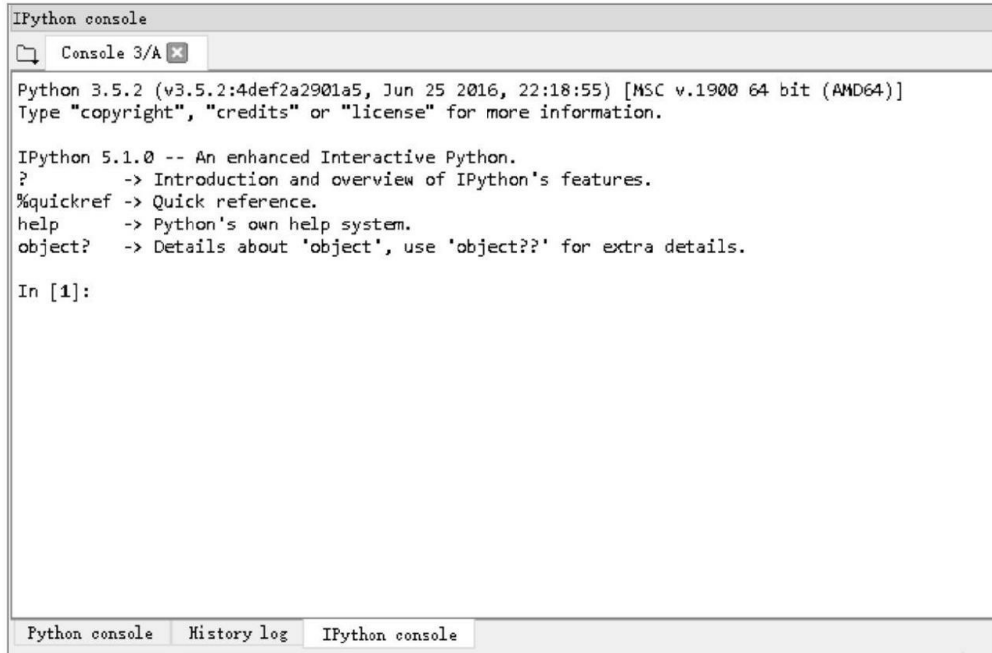 IPython console
Console 3/A
Python 3.5.2 (v3.5.2:4def2a2901a5, Jun 25 2016, 22:18:55) [MSC v.1900 64 bit (AMD64)]
Type "copyright", "credits" or "license" for more information.
IPython 5.1.0 -- An enhanced Interactive Python.
?         -> Introduction and overview of IPython's features.
%quickref -> Quick reference.
help      -> Python's own help system.
object?   -> Details about 'object', use 'object??' for extra details.
In [1]:
Python console History log IPython console